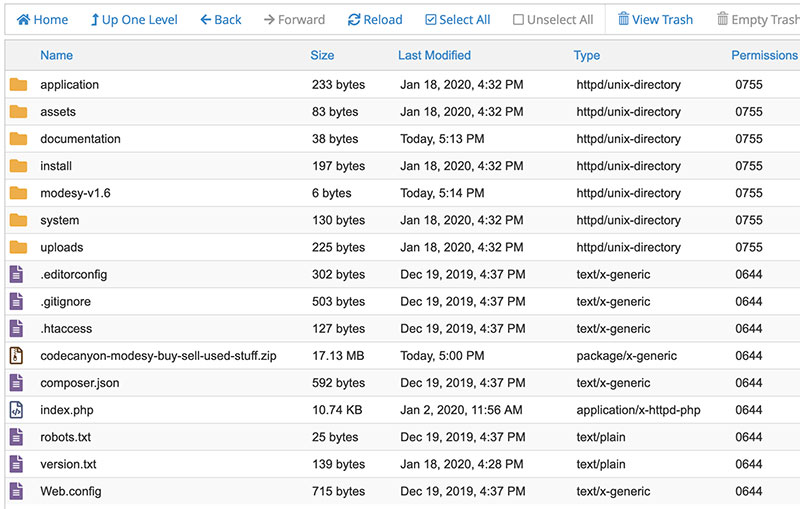 Home Up One Level Back Forward Reload Select All Unselect All View Trash Empty Trash
Name Size Last Modified Type Permissions
application 233 bytes Jan 18, 2020, 4:32 PM httpd/unix-directory 0755
assets 83 bytes Jan 18, 2020, 4:32 PM httpd/unix-directory 0755
documentation 38 bytes Today, 5:13 PM httpd/unix-directory 0755
install 197 bytes Jan 18, 2020, 4:32 PM httpd/unix-directory 0755
modesy-v1.6 6 bytes Today, 5:14 PM httpd/unix-directory 0755
system 130 bytes Jan 18, 2020, 4:32 PM httpd/unix-directory 0755
uploads 225 bytes Jan 18, 2020, 4:32 PM httpd/unix-directory 0755
.editorconfig 302 bytes Dec 19, 2019, 4:37 PM text/x-generic 0644
.gitignore 503 bytes Dec 19, 2019, 4:37 PM text/x-generic 0644
.htaccess 127 bytes Dec 19, 2019, 4:37 PM text/x-generic 0644
codecanyon-modesy-buy-sell-used-stuff.zip 17.13 MB Today, 5:00 PM package/x-generic 0644
composer.json 592 bytes Dec 19, 2019, 4:37 PM text/x-generic 0644
index.php 10.74 KB Jan 2, 2020, 11:56 AM application/x-httpd-php 0644
robots.txt 25 bytes Dec 19, 2019, 4:37 PM text/plain 0644
version.txt 139 bytes Jan 18, 2020, 4:28 PM text/plain 0644
Web.config 715 bytes Dec 19, 2019, 4:37 PM text/x-generic 0644